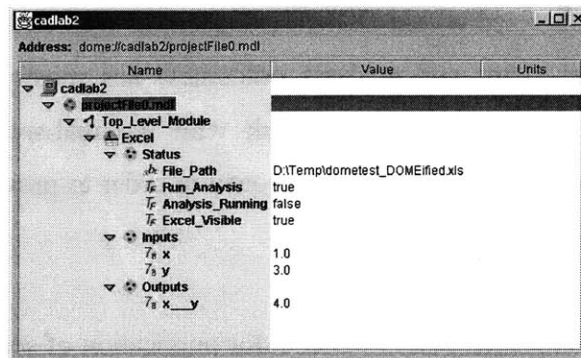 cadlab2
Address: dome://cadlab2/projectFile0.mdl
Name Value Units
cadlab2
projectFile0.mdl
Top_Level_Module
Excel
Status
File_Path D:\Temp\dometest_DOMEified.xls
Run_Analysis true
Analysis_Running false
Excel_Visible true
Inputs
x 1.0
y 3.0
Outputs
x___y 4.0